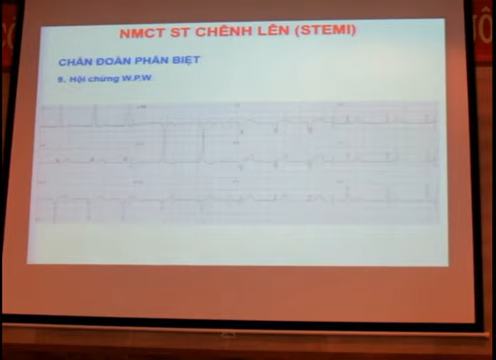 NMCT ST CHÊNH LÊN (STEMI)
CHẨN ĐOÁN PHÂN BIỆT
9. Hội chứng W.P.W